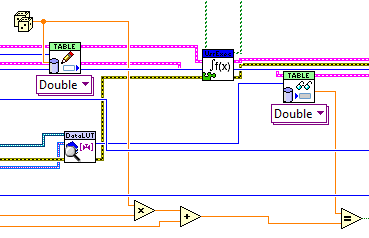 TABLE
Double
∫f(x)
TABLE
Double
DataLUT
×
+
=